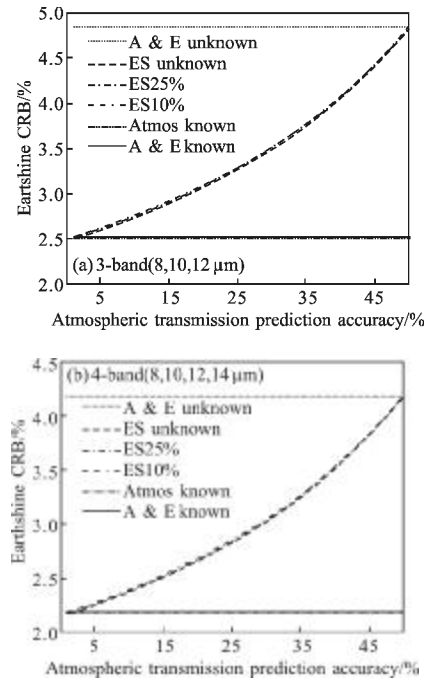 5.0
A & E unknown
ES unknown
ES25%
ES10%
Atmos known
A & E known
4.5
4.0
3.5
3.0
2.5
2.0
Eartshine CRB/%
(a) 3-band(8,10,12 μm)
5 15 25 35 45
Atmospheric transmission prediction accuracy/%
4.5
(b) 4-band(8,10,12,14 μm)
A & E unknown
ES unknown
ES25%
ES10%
Atmos known
A & E known
4.0
3.5
3.0
2.5
2.0
Earthshine CRB/%
5 15 25 35 45
Atmospheric transmission prediction accuracy/%